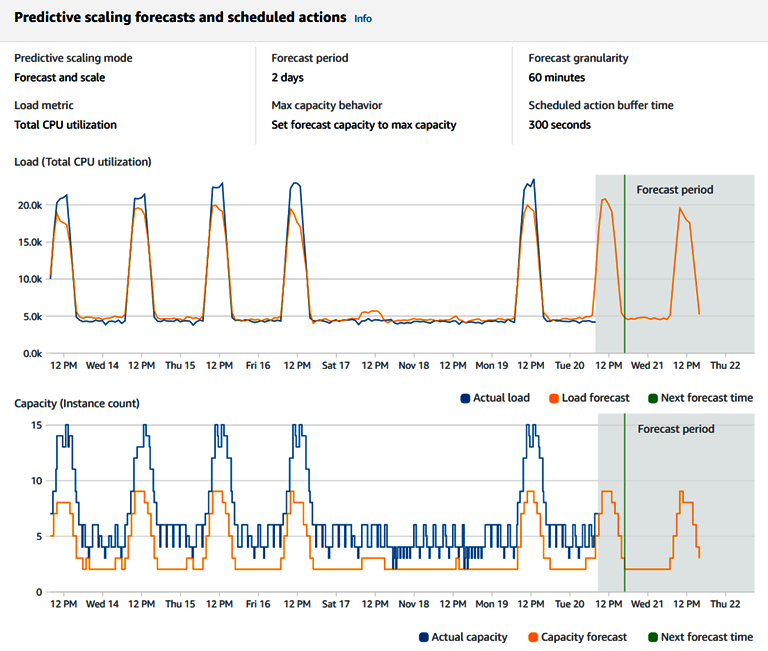 Predictive scaling forecasts and scheduled actions Info
Predictive scaling mode
Forecast and scale
Forecast period
2 days
Forecast granularity
60 minutes
Load metric
Total CPU utilization
Max capacity behavior
Set forecast capacity to max capacity
Scheduled action buffer time
300 seconds
Load (Total CPU utilization)
Forecast period
20.0k
15.0k
10.0k
5.0k
0.0k
12 PM Wed 14 12 PM Thu 15 12 PM Fri 16 12 PM Sat 17 12 PM Nov 18 12 PM Mon 19 12 PM Tue 20 12 PM Wed 21 12 PM Thu 22
Actual load Load forecast Next forecast time
Capacity (Instance count)
Forecast period
15
10
5
0
12 PM Wed 14 12 PM Thu 15 12 PM Fri 16 12 PM Sat 17 12 PM Nov 18 12 PM Mon 19 12 PM Tue 20 12 PM Wed 21 12 PM Thu 22
Actual capacity Capacity forecast Next forecast time